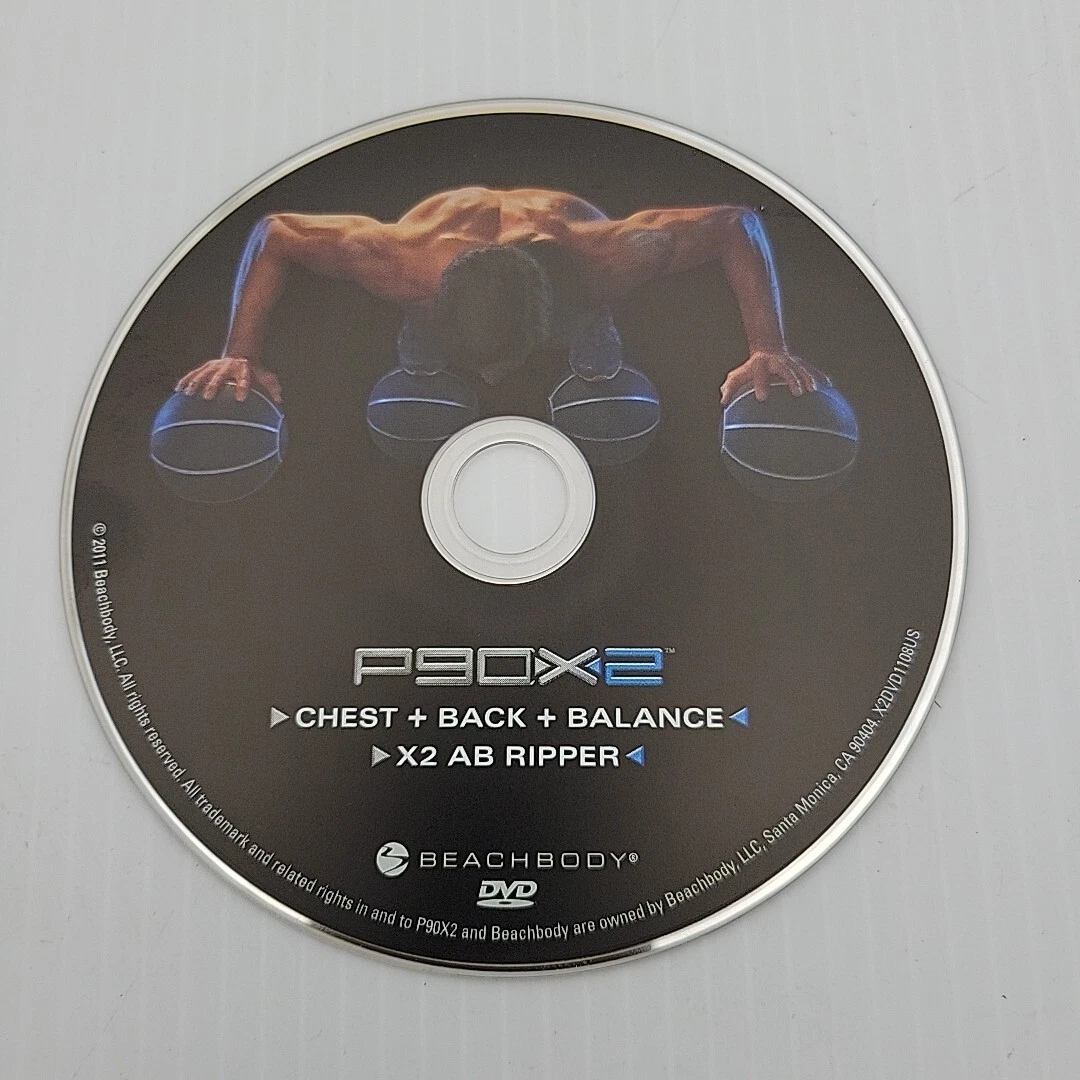 P90X2™
CHEST + BACK + BALANCE
X2 AB RIPPER
BEACHBODY®
DVD
© 2011 Beachbody, LLC. All rights reserved. All trademark and related rights in and to P90X2 and Beachbody are owned by Beachbody, LLC, Santa Monica, CA 90404. X2DVD1108US